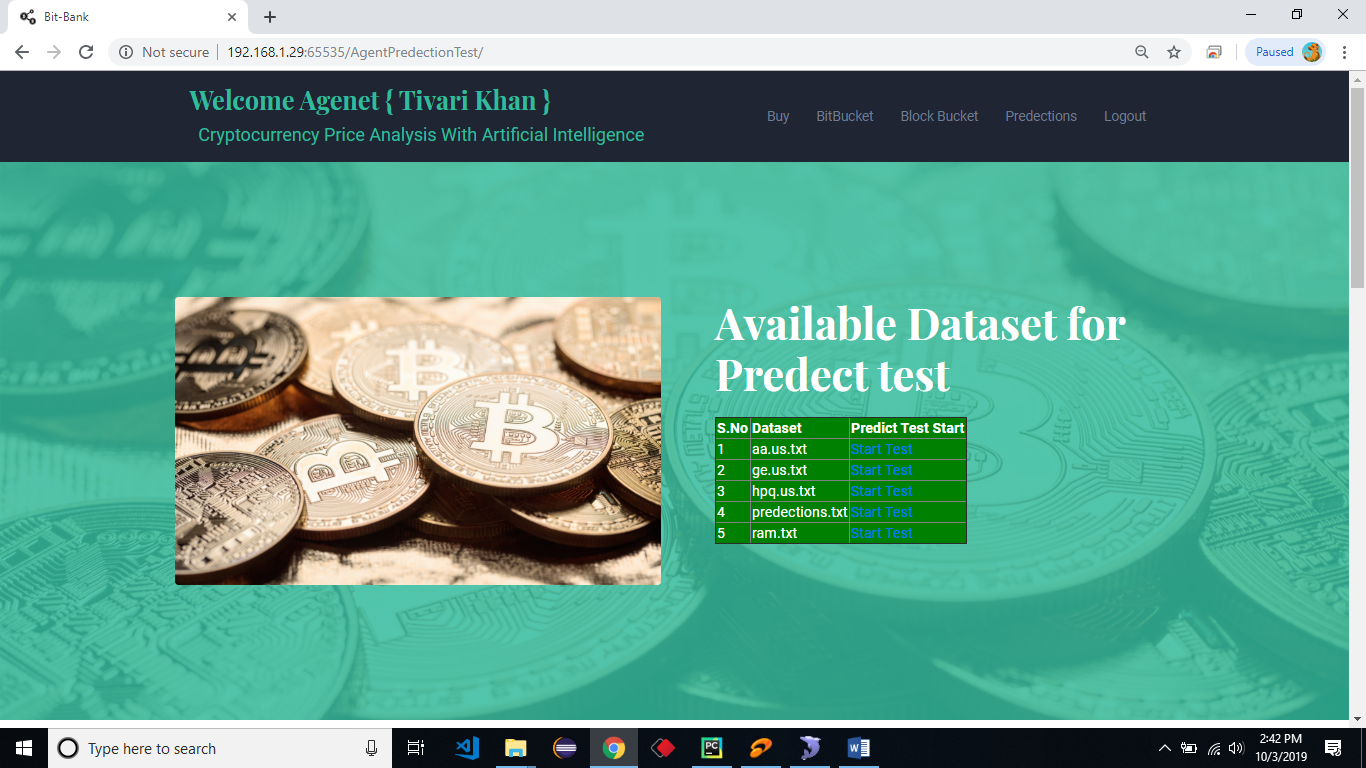 Bit-Bank
Not secure
192.168.1.29:65535/AgentPredectionTest/
Paused
Welcome Agenet { Tivari Khan }
Cryptocurrency Price Analysis With Artificial Intelligence
Buy BitBucket Block Bucket Predections Logout
Available Dataset for
Predect test
S.No Dataset Predict Test Start
1 aa.us.txt Start Test
2 ge.us.txt Start Test
3 hpq.us.txt Start Test
4 predections.txt Start Test
5 ram.txt Start Test
Type here to search
2:42 PM
10/3/2019